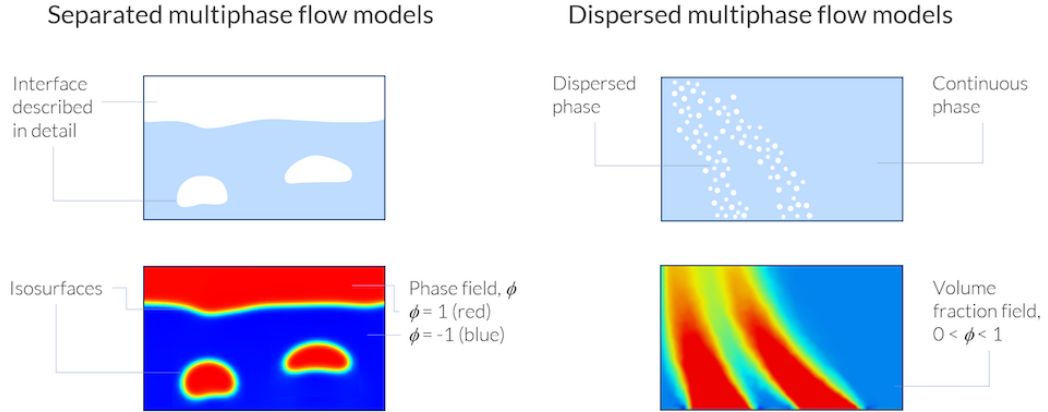 Separated multiphase flow models
Dispersed multiphase flow models
Interface
described
in detail
Dispersed
phase
Continuous
phase
Isosurfaces
Phase field, ϕ
ϕ = 1 (red)
ϕ = -1 (blue)
Volume
fraction field,
0 < ϕ < 1